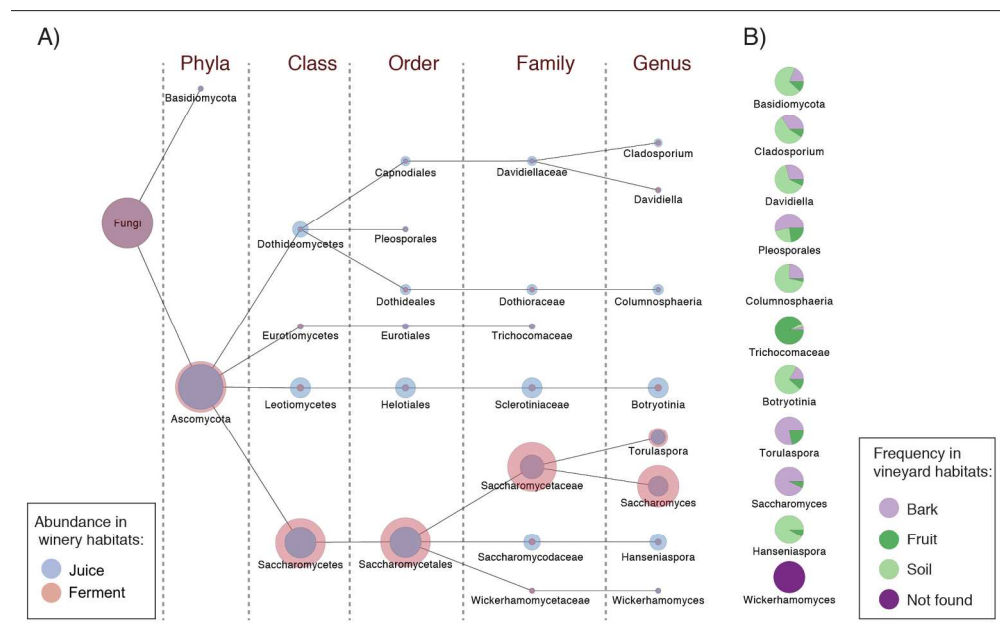 A)
B)
Phyla
Class
Order
Family
Genus
Basidiomycota
Fungi
Cladosporium
Capnodiales
Davidiellaceae
Davidiella
Dothideomycetes
Pleosporales
Dothideales
Dothioraceae
Columnosphaeria
Eurotiomycetes
Eurotiales
Trichocomaceae
Leotiomycetes
Helotiales
Sclerotiniaceae
Botryotinia
Ascomycota
Torulaspora
Saccharomycetaceae
Saccharomyces
Saccharomycetes
Saccharomycetales
Saccharomycodaceae
Hanseniaspora
Wickerhamomycetaceae
Wickerhamomyces
Abundance in
winery habitats:
Juice
Ferment
Basidiomycota
Cladosporium
Davidiella
Pleosporales
Columnosphaeria
Trichocomaceae
Botryotinia
Torulaspora
Saccharomyces
Hanseniaspora
Wickerhamomyces
Frequency in
vineyard habitats:
Bark
Fruit
Soil
Not found